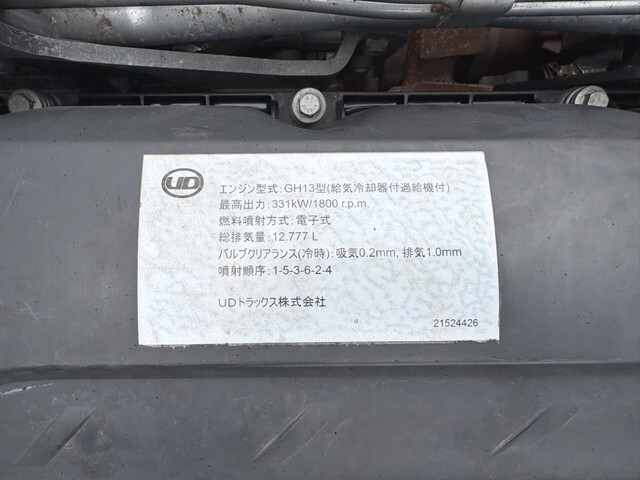 UD
エンジン型式: GH13型(給気冷却器付過給機付)
最高出力: 331kW/1800 r.p.m.
燃料噴射方式: 電子式
総排気量: 12.777 L
バルブクリアランス(冷時): 吸気0.2mm, 排気1.0mm
噴射順序: 1-5-3-6-2-4
UDトラックス株式会社
21524426